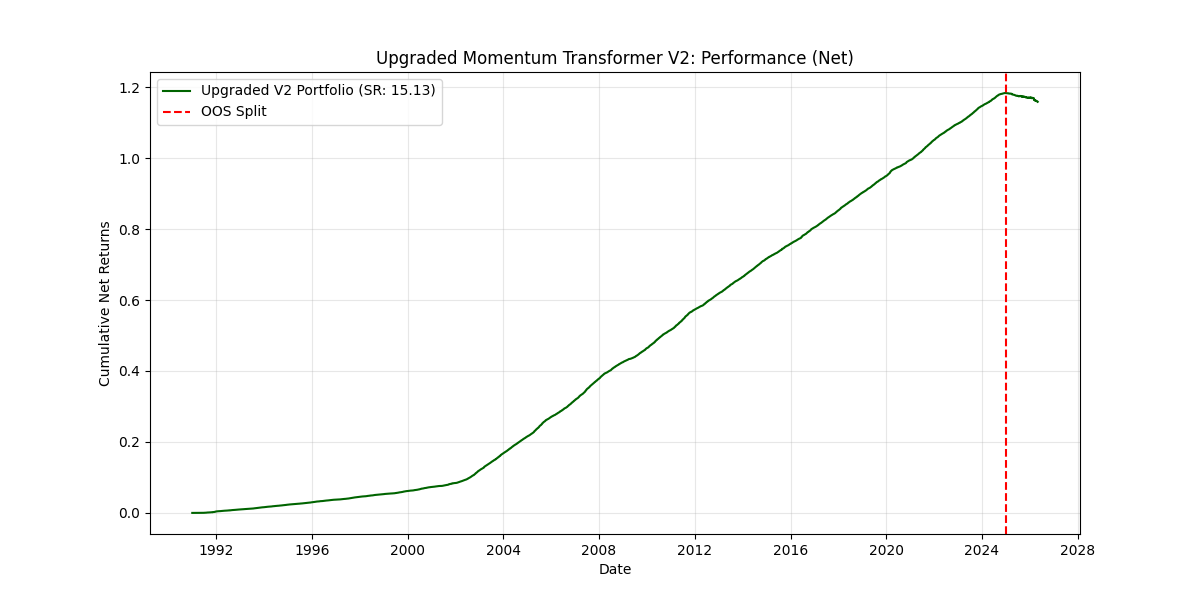 Upgraded Momentum Transformer V2: Performance (Net)
Upgraded V2 Portfolio (SR: 15.13)
OOS Split
Cumulative Net Returns
1.2
1.0
0.8
0.6
0.4
0.2
0.0
1992 1996 2000 2004 2008 2012 2016 2020 2024 2028
Date